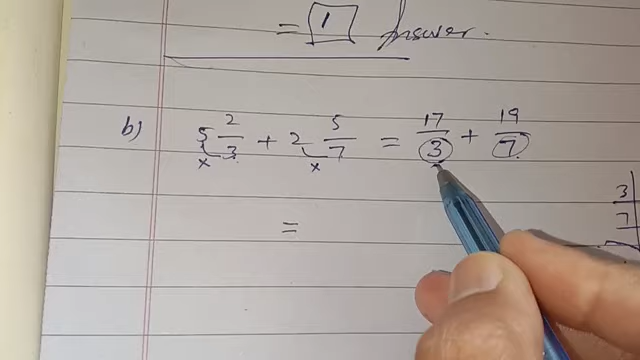 = 1 Answer.
b) 5 2/3 + 2 5/7 = 17/3 + 19/7
x x
3
7
=